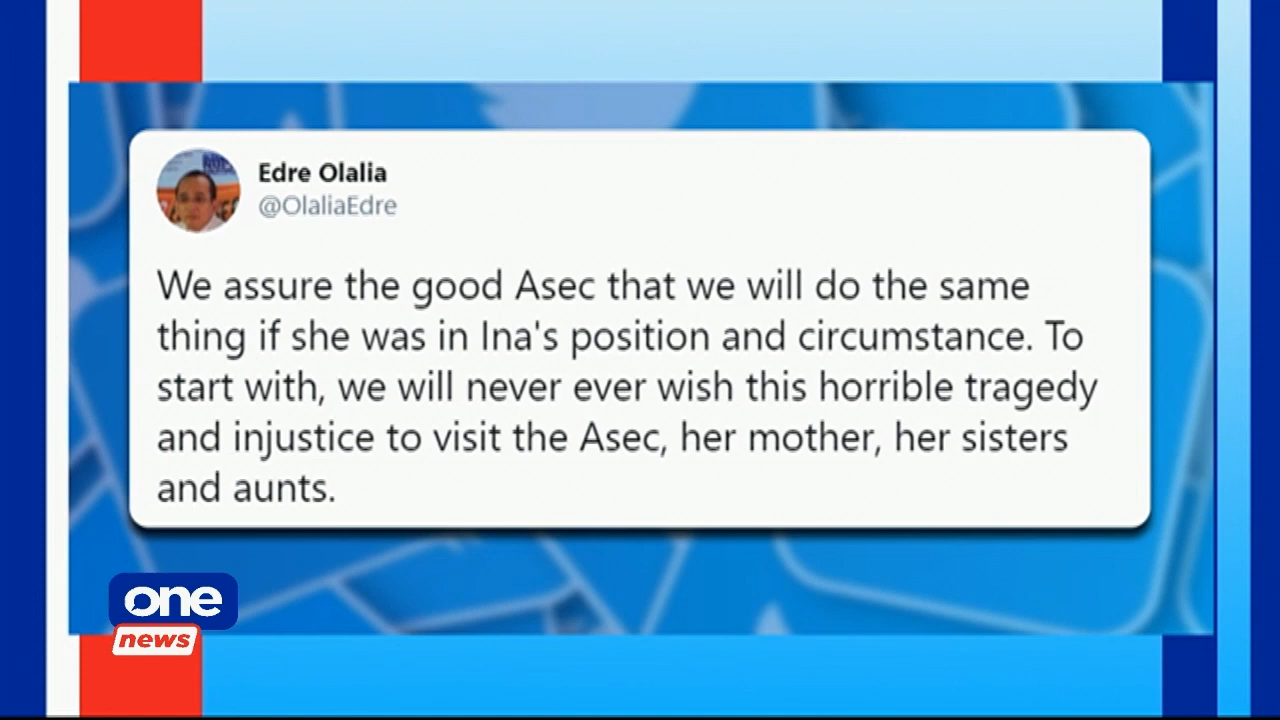 Edre Olalia
@OlaliaEdre
We assure the good Asec that we will do the same
thing if she was in Ina's position and circumstance. To
start with, we will never ever wish this horrible tragedy
and injustice to visit the Asec, her mother, her sisters
and aunts.
one
news